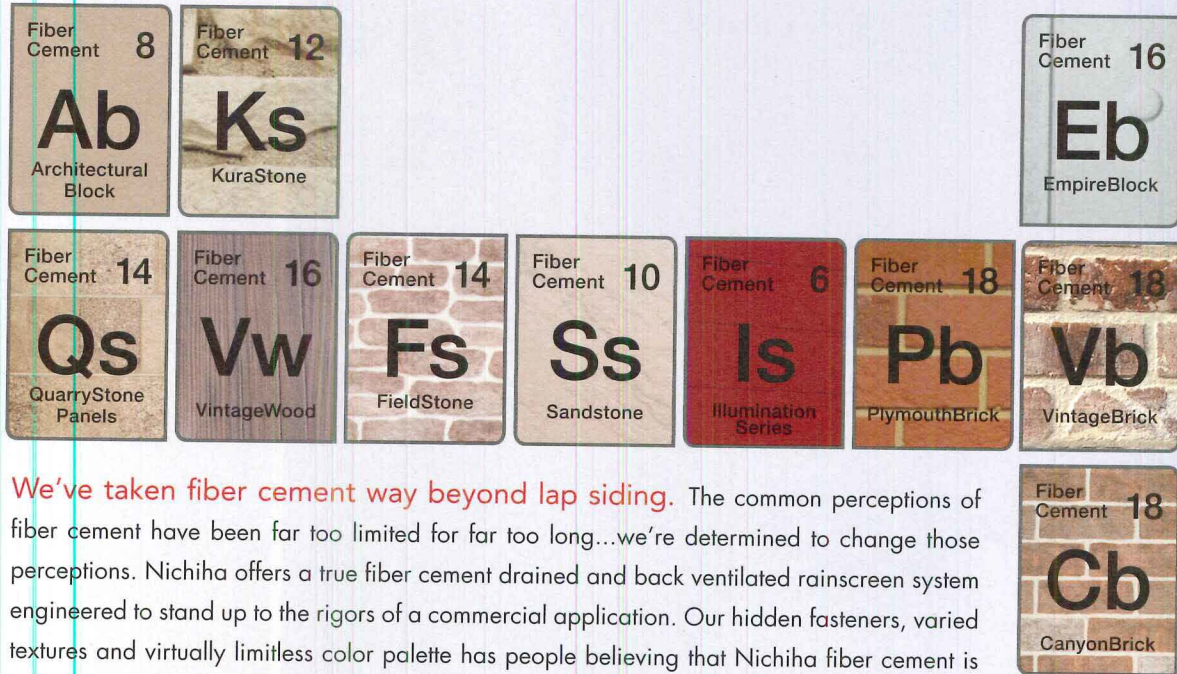 Fiber
Cement 8
Ab
Architectural
Block
Fiber
Cement 12
Ks
KuraStone
Fiber
Cement 16
Eb
EmpireBlock
Fiber
Cement 14
Qs
QuarryStone
Panels
Fiber
Cement 16
Vw
VintageWood
Fiber
Cement 14
Fs
FieldStone
Fiber
Cement 10
Ss
Sandstone
Fiber
Cement 6
Is
Illumination
Series
Fiber
Cement 18
Pb
PlymouthBrick
Fiber
Cement 18
Vb
VintageBrick
Fiber
Cement 18
Cb
CanyonBrick
We've taken fiber cement way beyond lap siding. The common perceptions of
fiber cement have been far too limited for far too long...we're determined to change those
perceptions. Nichiha offers a true fiber cement drained and back ventilated rainscreen system
engineered to stand up to the rigors of a commercial application. Our hidden fasteners, varied
textures and virtually limitless color palette has people believing that Nichiha fiber cement is